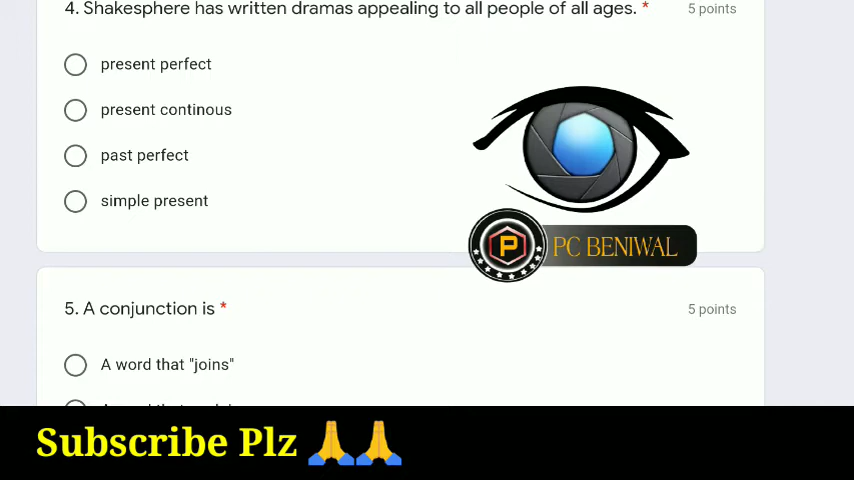 4. Shakesphere has written dramas appealing to all people of all ages. * 5 points
present perfect
present continous
past perfect
simple present
P PC BENIWAL
5. A conjunction is * 5 points
A word that "joins"
Subscribe Plz 🙏🙏